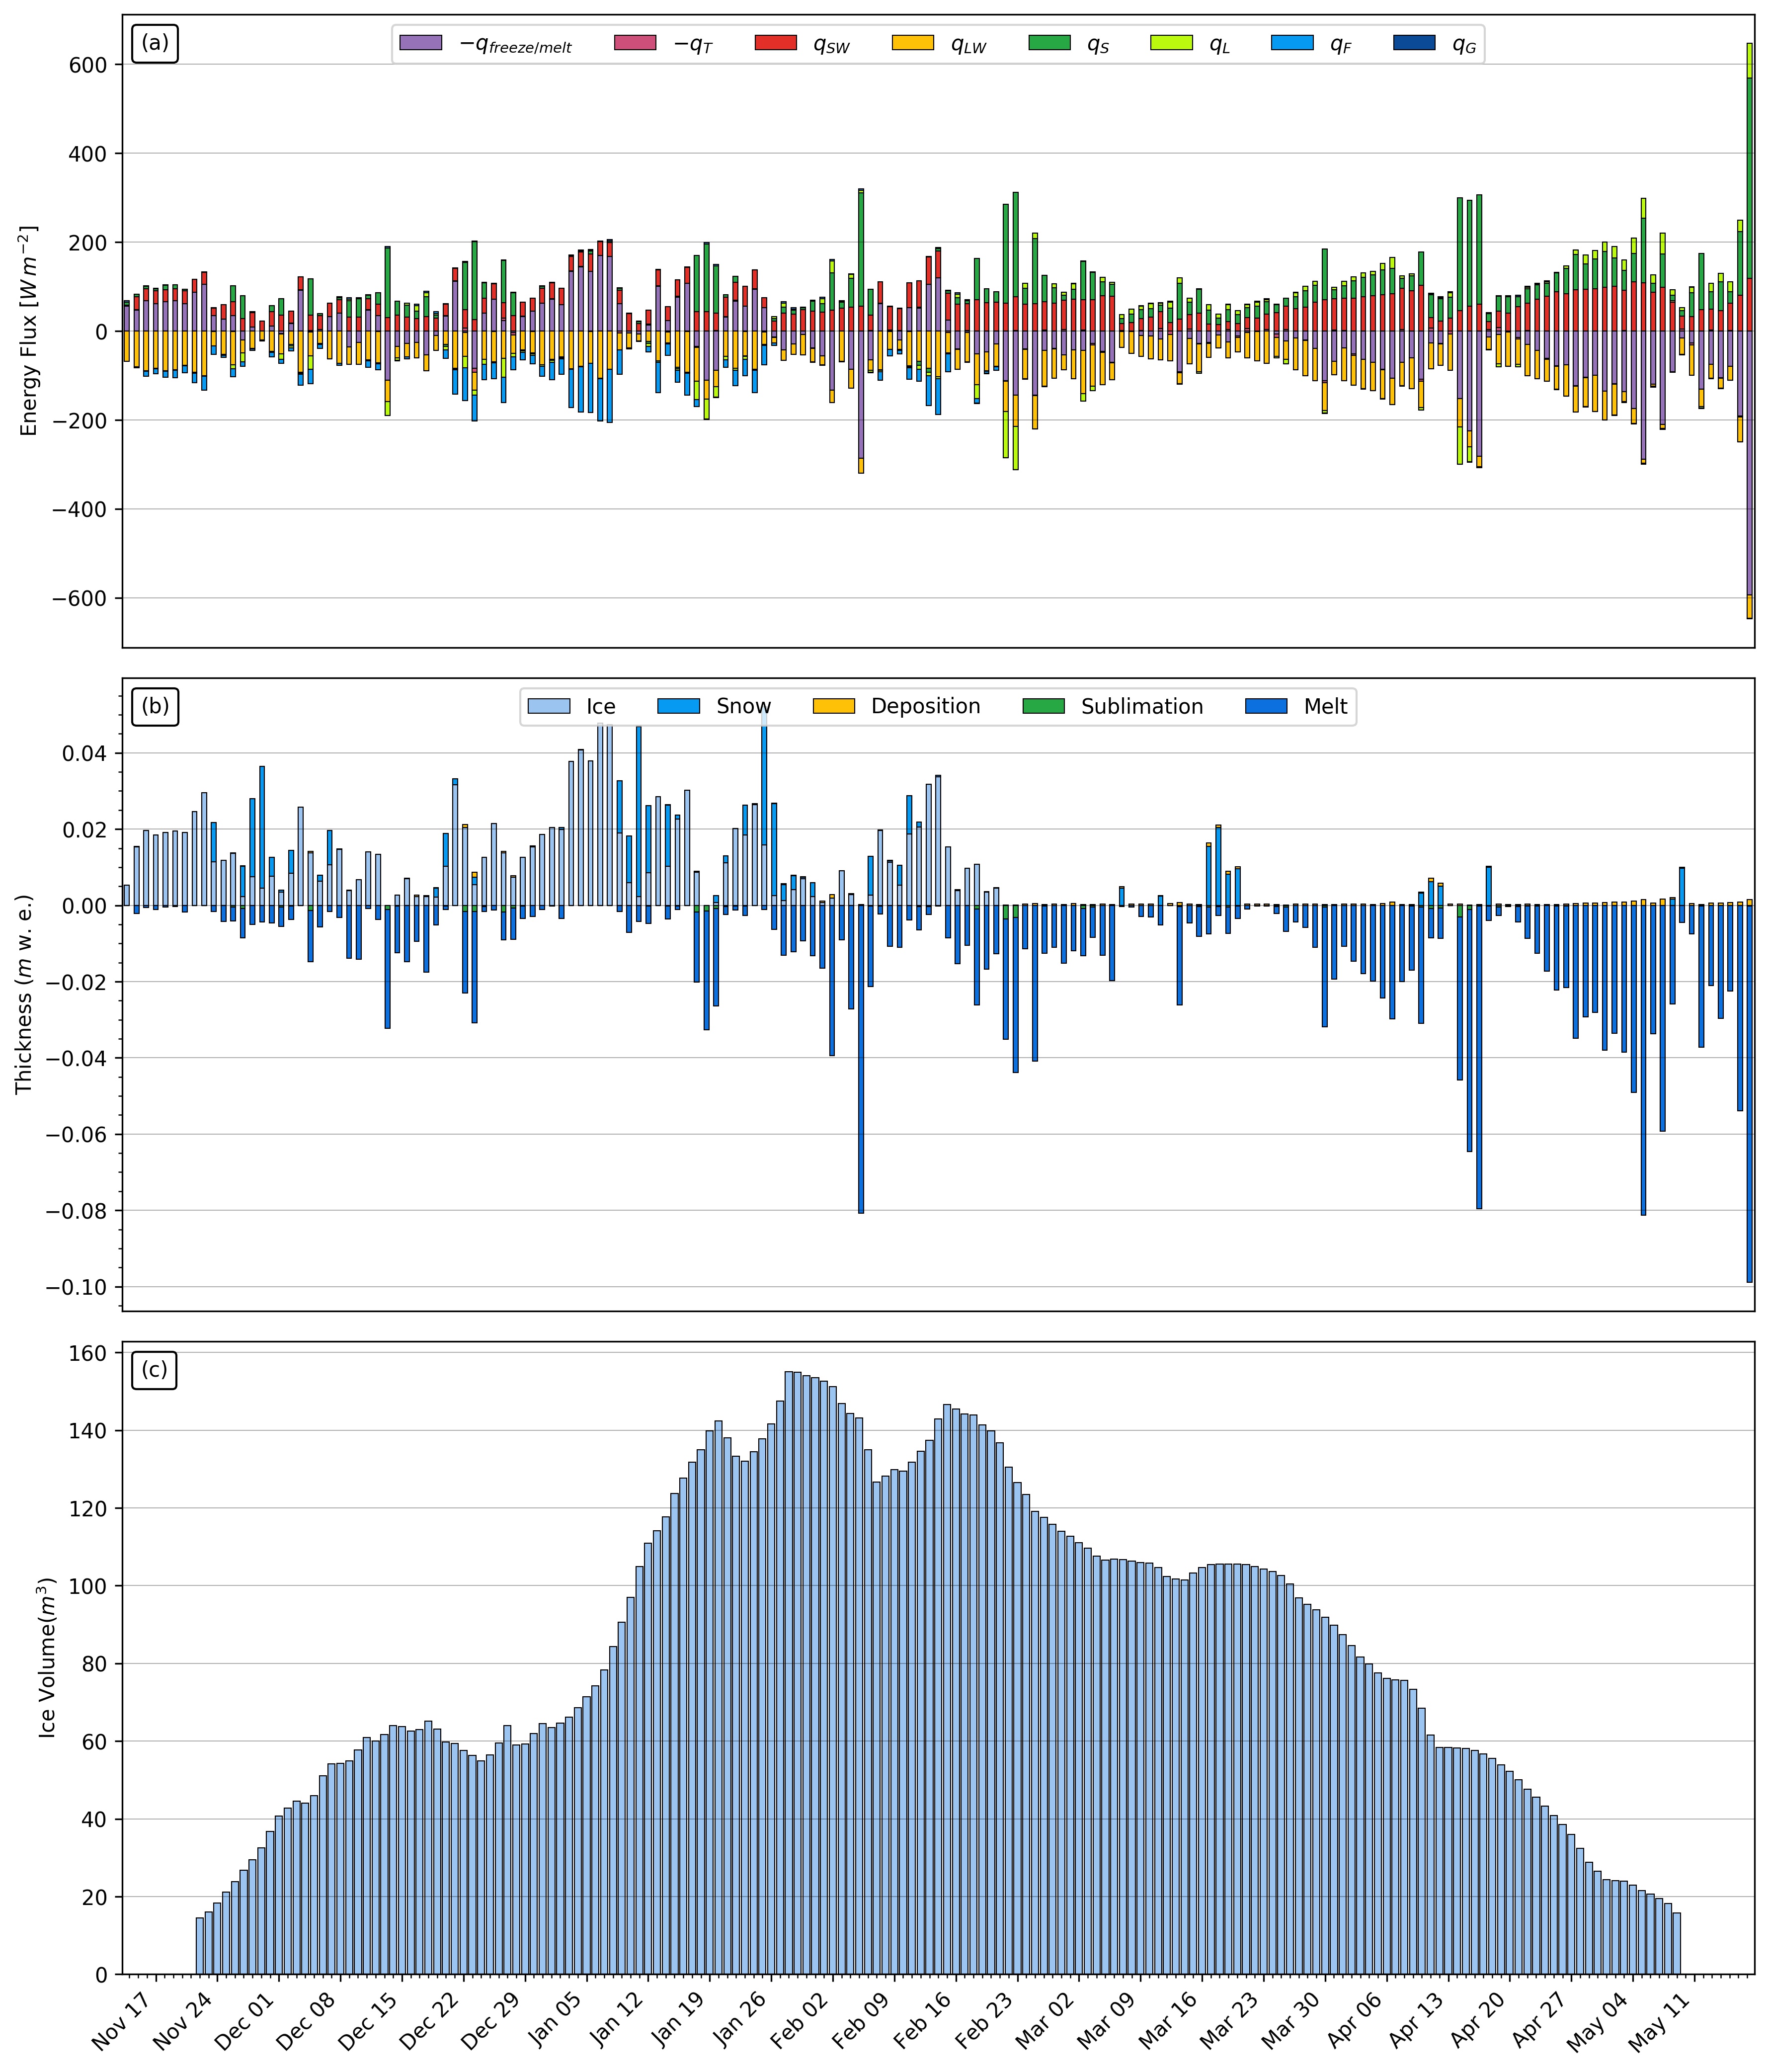 (a)
−q_freeze/melt −q_T q_SW q_LW q_S q_L q_F q_G
Energy Flux [W m⁻²]
600
400
200
0
−200
−400
−600
(b)
Ice Snow Deposition Sublimation Melt
Thickness (m w. e.)
0.04
0.02
0.00
−0.02
−0.04
−0.06
−0.08
−0.10
(c)
Ice Volume(m³)
160
140
120
100
80
60
40
20
0
Nov 17 Nov 24 Dec 01 Dec 08 Dec 15 Dec 22 Dec 29 Jan 05 Jan 12 Jan 19 Jan 26 Feb 02 Feb 09 Feb 16 Feb 23 Mar 02 Mar 09 Mar 16 Mar 23 Mar 30 Apr 06 Apr 13 Apr 20 Apr 27 May 04 May 11